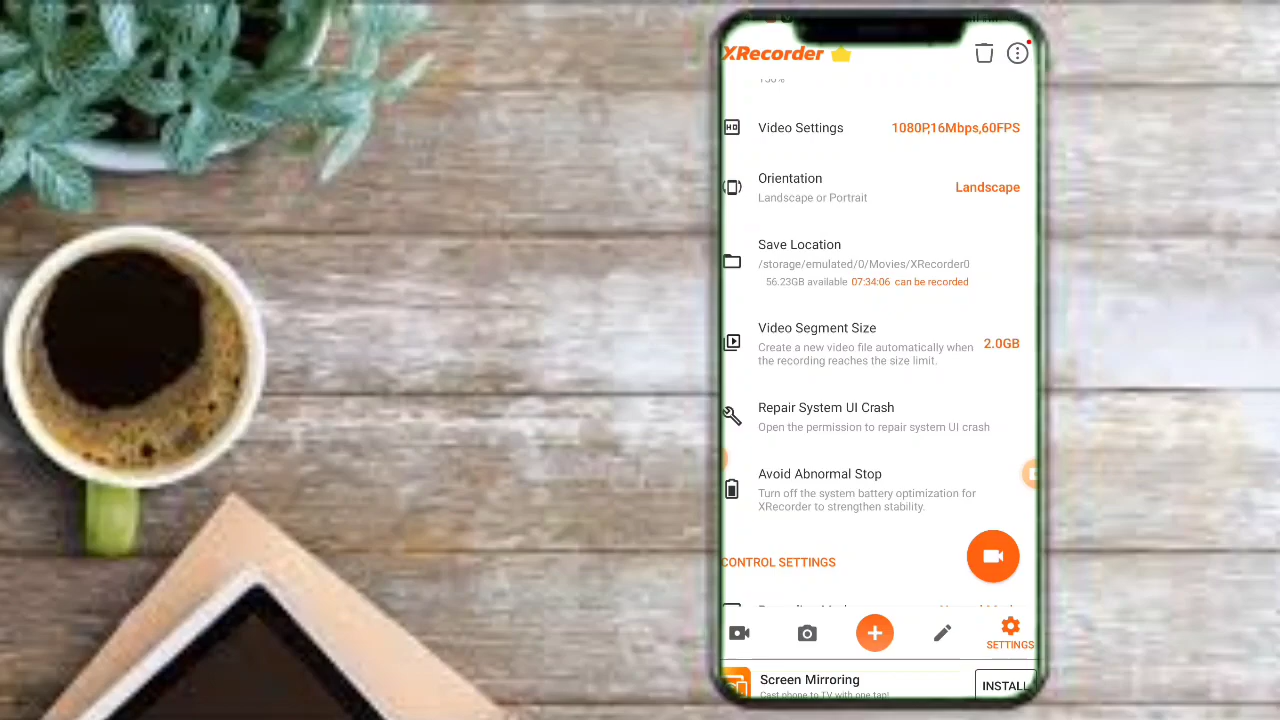 XRecorder
150%
Video Settings 1080P,16Mbps,60FPS
Orientation
Landscape or Portrait
Landscape
Save Location
/storage/emulated/0/Movies/XRecorder0
56.23GB available 07:34:06 can be recorded
Video Segment Size
Create a new video file automatically when
the recording reaches the size limit.
2.0GB
Repair System UI Crash
Open the permission to repair system UI crash
Avoid Abnormal Stop
Turn off the system battery optimization for
XRecorder to strengthen stability.
CONTROL SETTINGS
SETTINGS
Screen Mirroring
Cast phone to TV with one tap!
INSTALL